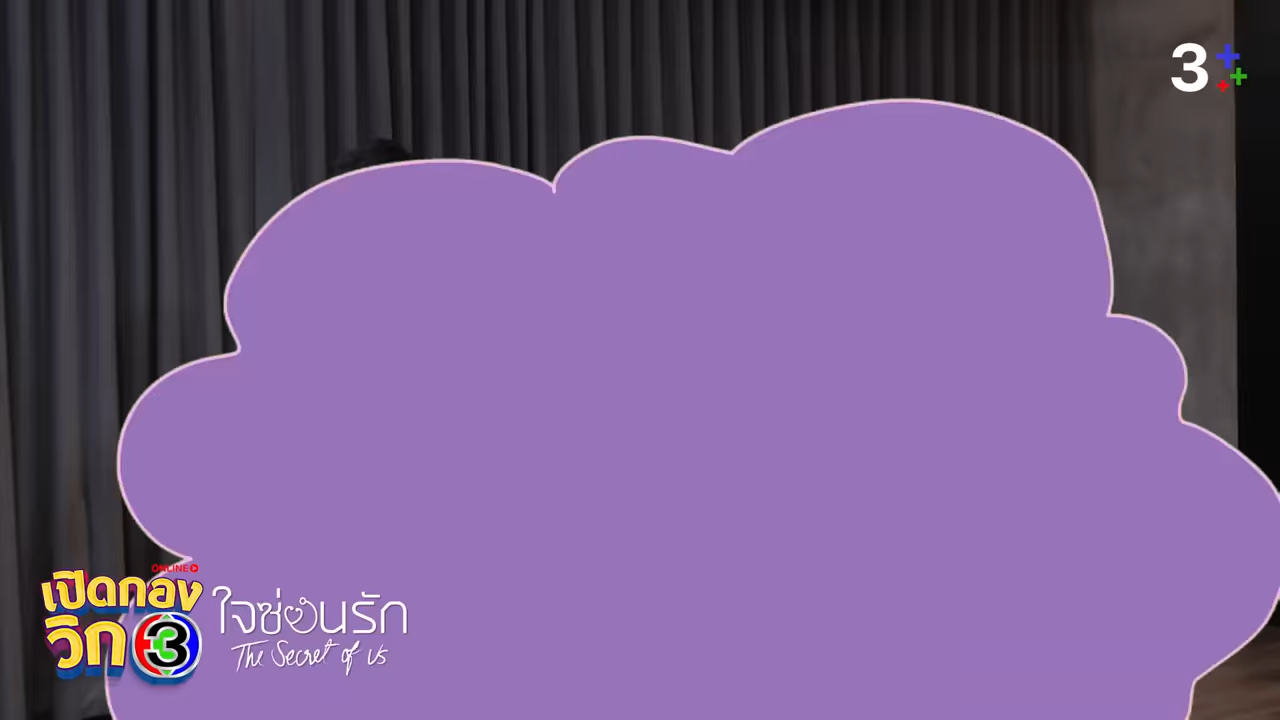 3
ONLINE
เปิดกอง
วิก 3
ใจซ่อนรัก
The Secret of Us